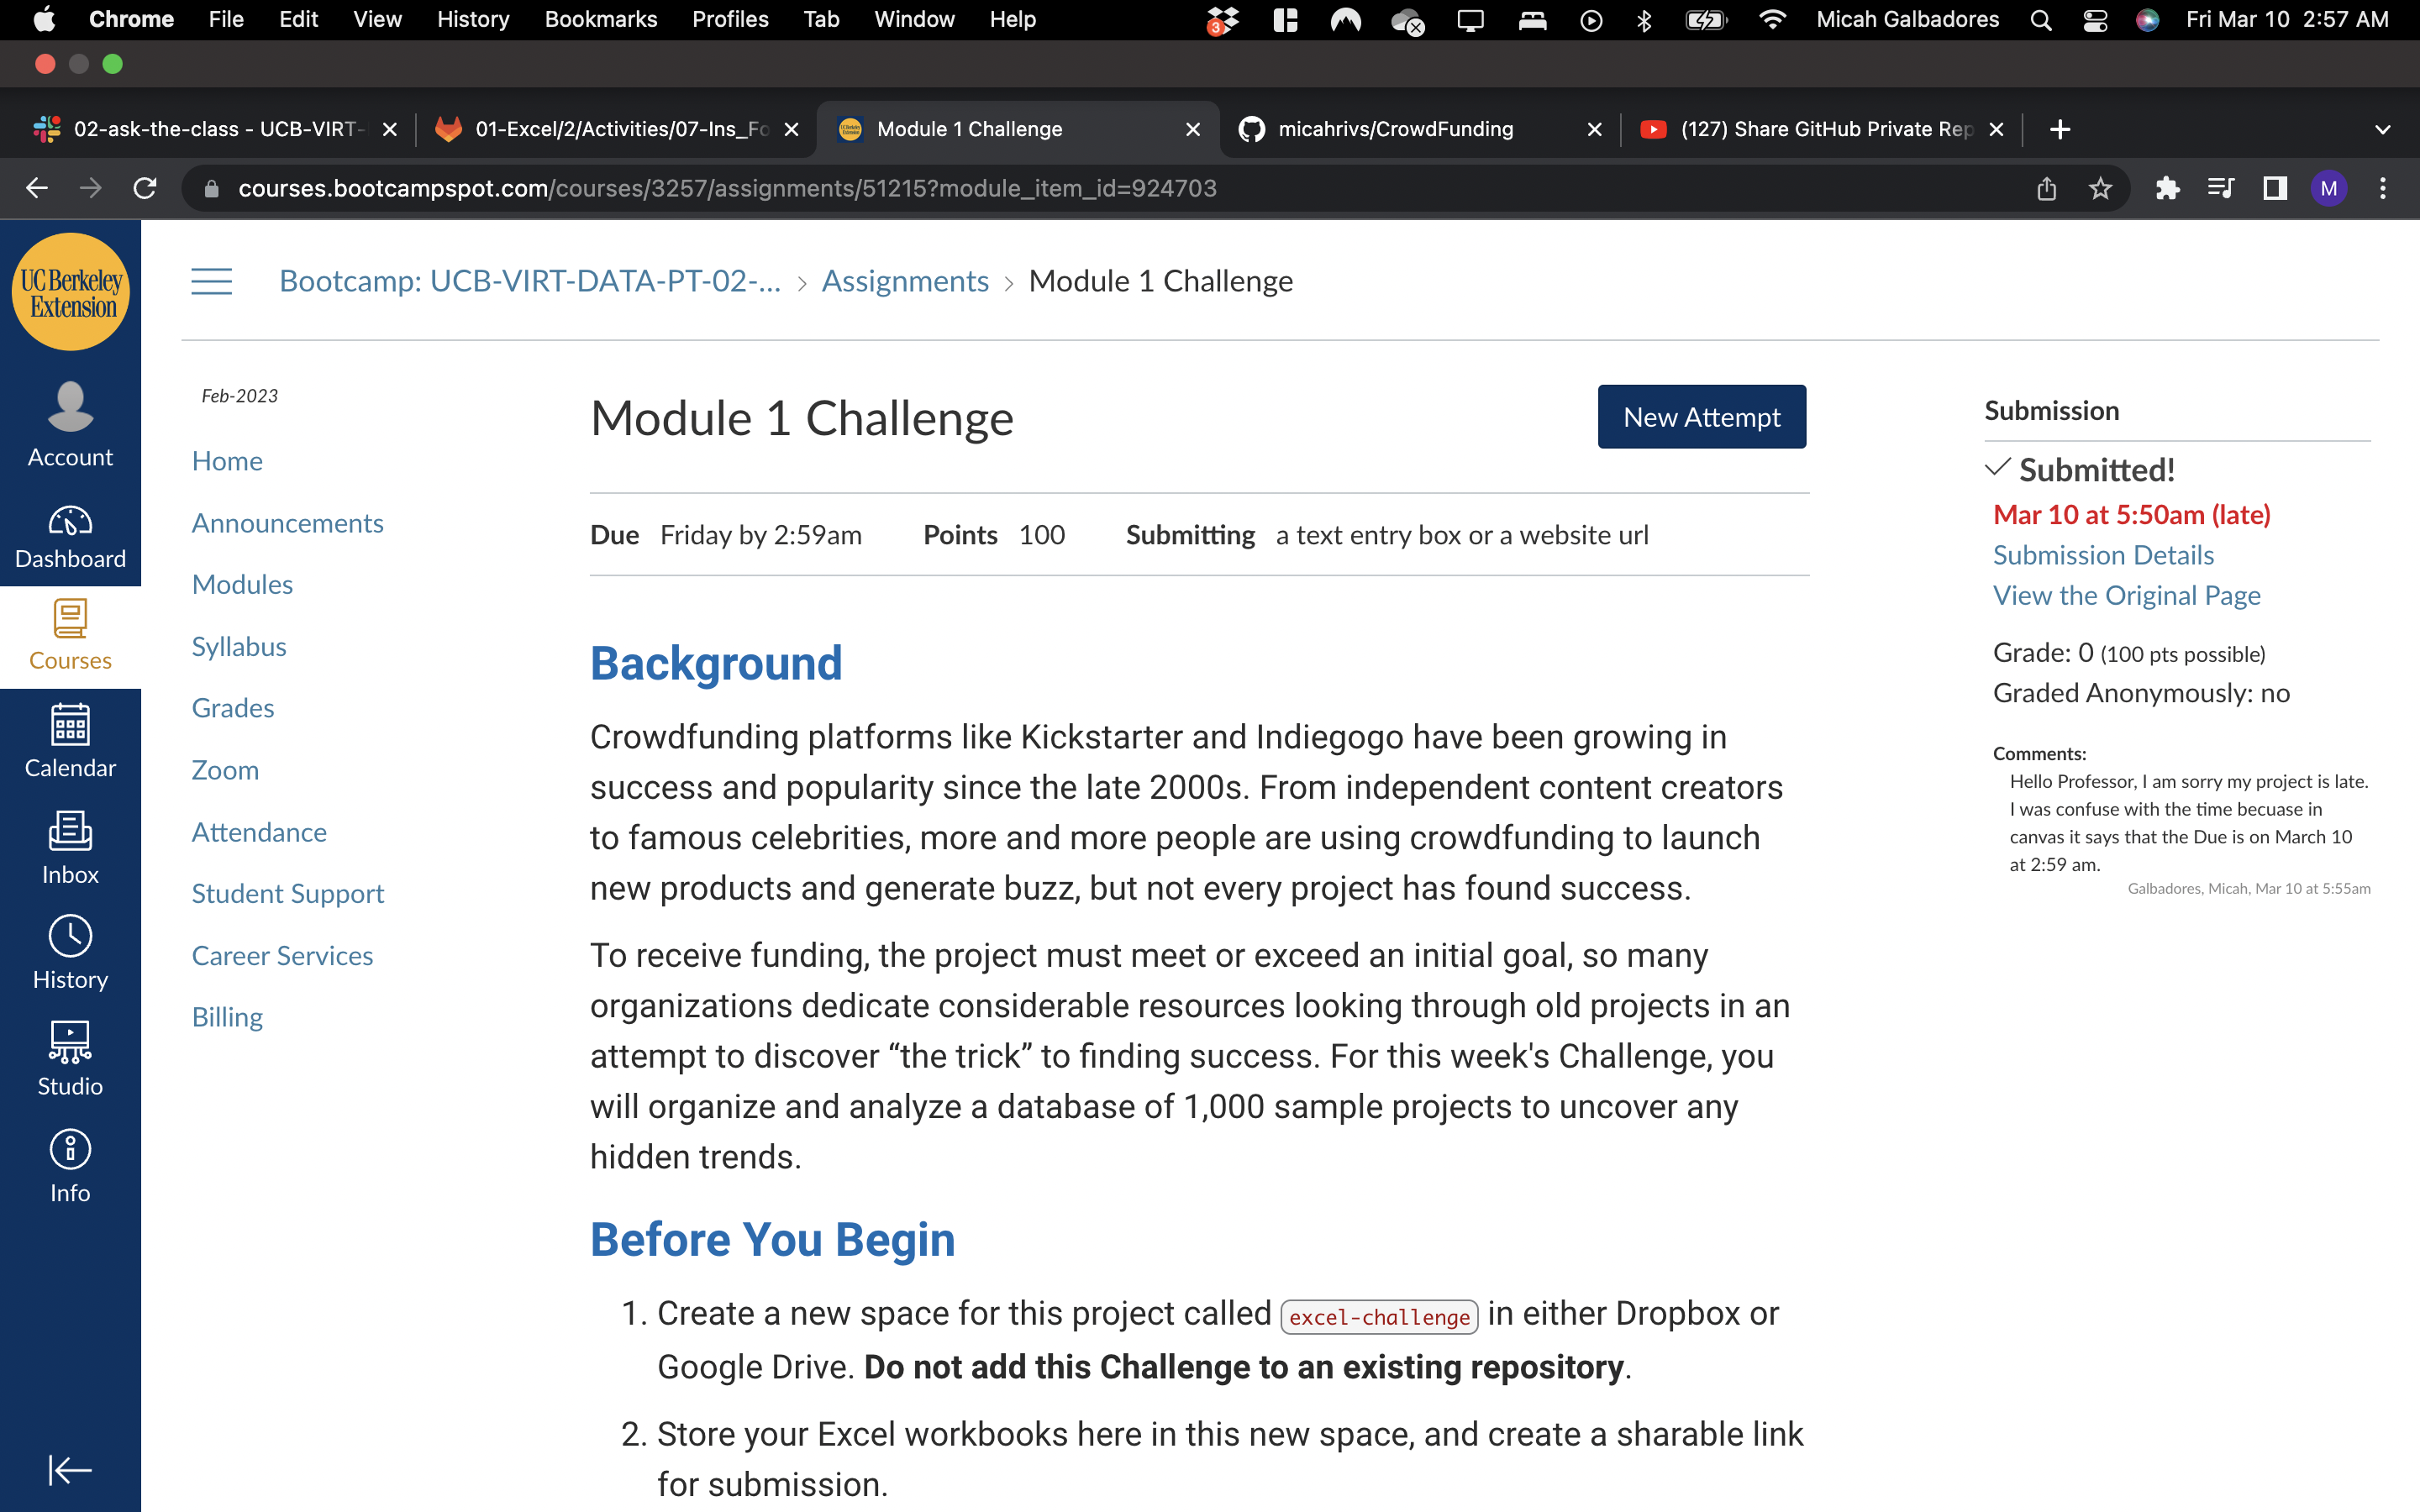 Chrome File Edit View History Bookmarks Profiles Tab Window Help 3 Micah Galbadores Fri Mar 10 2:57 AM
02-ask-the-class - UCB-VIRT- 01-Excel/2/Activities/07-Ins_Fo Module 1 Challenge micahrivs/CrowdFunding (127) Share GitHub Private Rep
courses.bootcampspot.com/courses/3257/assignments/51215?module_item_id=924703 M
UC Berkeley
Extension
Account
Dashboard
Courses
Calendar
Inbox
History
Studio
Info
Bootcamp: UCB-VIRT-DATA-PT-02-... > Assignments > Module 1 Challenge
Feb-2023
Home
Announcements
Modules
Syllabus
Grades
Zoom
Attendance
Student Support
Career Services
Billing
Module 1 Challenge
New Attempt
Due Friday by 2:59am Points 100 Submitting a text entry box or a website url
Background
Crowdfunding platforms like Kickstarter and Indiegogo have been growing in
success and popularity since the late 2000s. From independent content creators
to famous celebrities, more and more people are using crowdfunding to launch
new products and generate buzz, but not every project has found success.
To receive funding, the project must meet or exceed an initial goal, so many
organizations dedicate considerable resources looking through old projects in an
attempt to discover “the trick” to finding success. For this week's Challenge, you
will organize and analyze a database of 1,000 sample projects to uncover any
hidden trends.
Before You Begin
1. Create a new space for this project called excel-challenge in either Dropbox or
Google Drive. Do not add this Challenge to an existing repository.
2. Store your Excel workbooks here in this new space, and create a sharable link
for submission.
Submission
Submitted!
Mar 10 at 5:50am (late)
Submission Details
View the Original Page
Grade: 0 (100 pts possible)
Graded Anonymously: no
Comments:
Hello Professor, I am sorry my project is late.
I was confuse with the time becuase in
canvas it says that the Due is on March 10
at 2:59 am.
Galbadores, Micah, Mar 10 at 5:55am